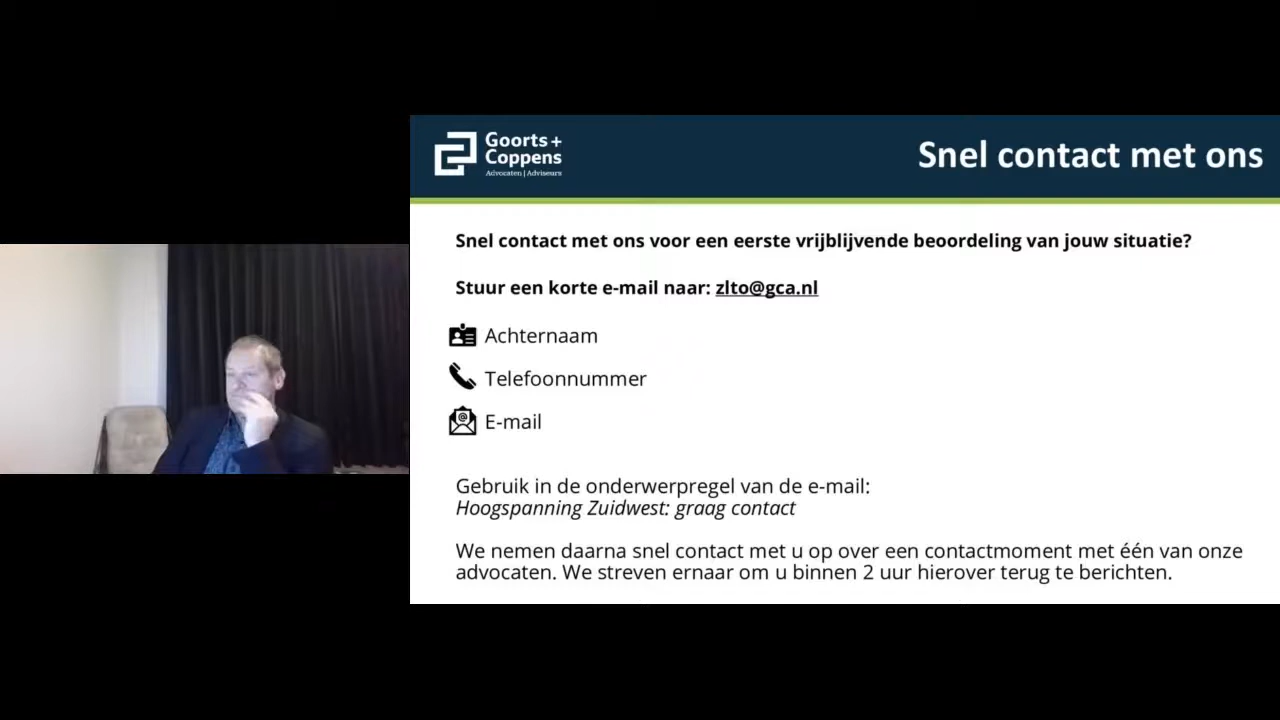 Goorts+
Coppens
Advocaten | Adviseurs
Snel contact met ons
Snel contact met ons voor een eerste vrijblijvende beoordeling van jouw situatie?
Stuur een korte e-mail naar: zlto@gca.nl
Achternaam
Telefoonnummer
E-mail
Gebruik in de onderwerpregel van de e-mail:
Hoogspanning Zuidwest: graag contact
We nemen daarna snel contact met u op over een contactmoment met één van onze
advocaten. We streven ernaar om u binnen 2 uur hierover terug te berichten.